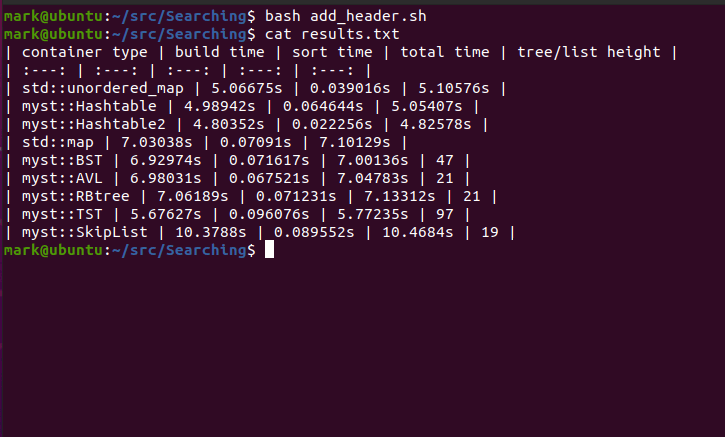 mark@ubuntu:~/src/Searching$ bash add_header.sh
mark@ubuntu:~/src/Searching$ cat results.txt
| container type | build time | sort time | total time | tree/list height |
| :---: | :---: | :---: | :---: | :---: |
| std::unordered_map | 5.06675s | 0.039016s | 5.10576s |
| myst::Hashtable | 4.98942s | 0.064644s | 5.05407s |
| myst::Hashtable2 | 4.80352s | 0.022256s | 4.82578s |
| std::map | 7.03038s | 0.07091s | 7.10129s |
| myst::BST | 6.92974s | 0.071617s | 7.00136s | 47 |
| myst::AVL | 6.98031s | 0.067521s | 7.04783s | 21 |
| myst::RBtree | 7.06189s | 0.071231s | 7.13312s | 21 |
| myst::TST | 5.67627s | 0.096076s | 5.77235s | 97 |
| myst::SkipList | 10.3788s | 0.089552s | 10.4684s | 19 |
mark@ubuntu:~/src/Searching$